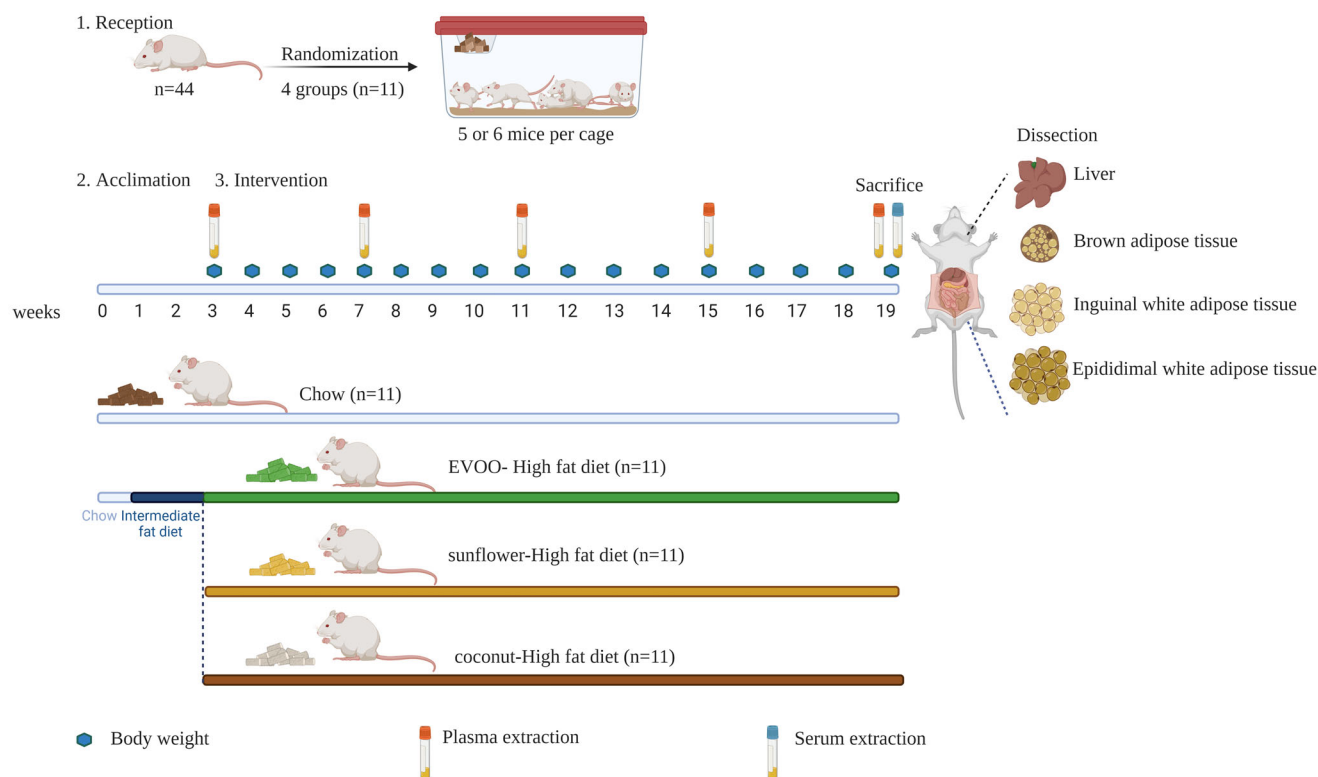 1. Reception
n=44
Randomization
4 groups (n=11)
5 or 6 mice per cage
2. Acclimation
3. Intervention
Sacrifice
Dissection
Liver
Brown adipose tissue
Inguinal white adipose tissue
Epididimal white adipose tissue
weeks 0 1 2 3 4 5 6 7 8 9 10 11 12 13 14 15 16 17 18 19
Chow (n=11)
EVOO- High fat diet (n=11)
Chow
Intermediate
fat diet
sunflower-High fat diet (n=11)
coconut-High fat diet (n=11)
Body weight
Plasma extraction
Serum extraction